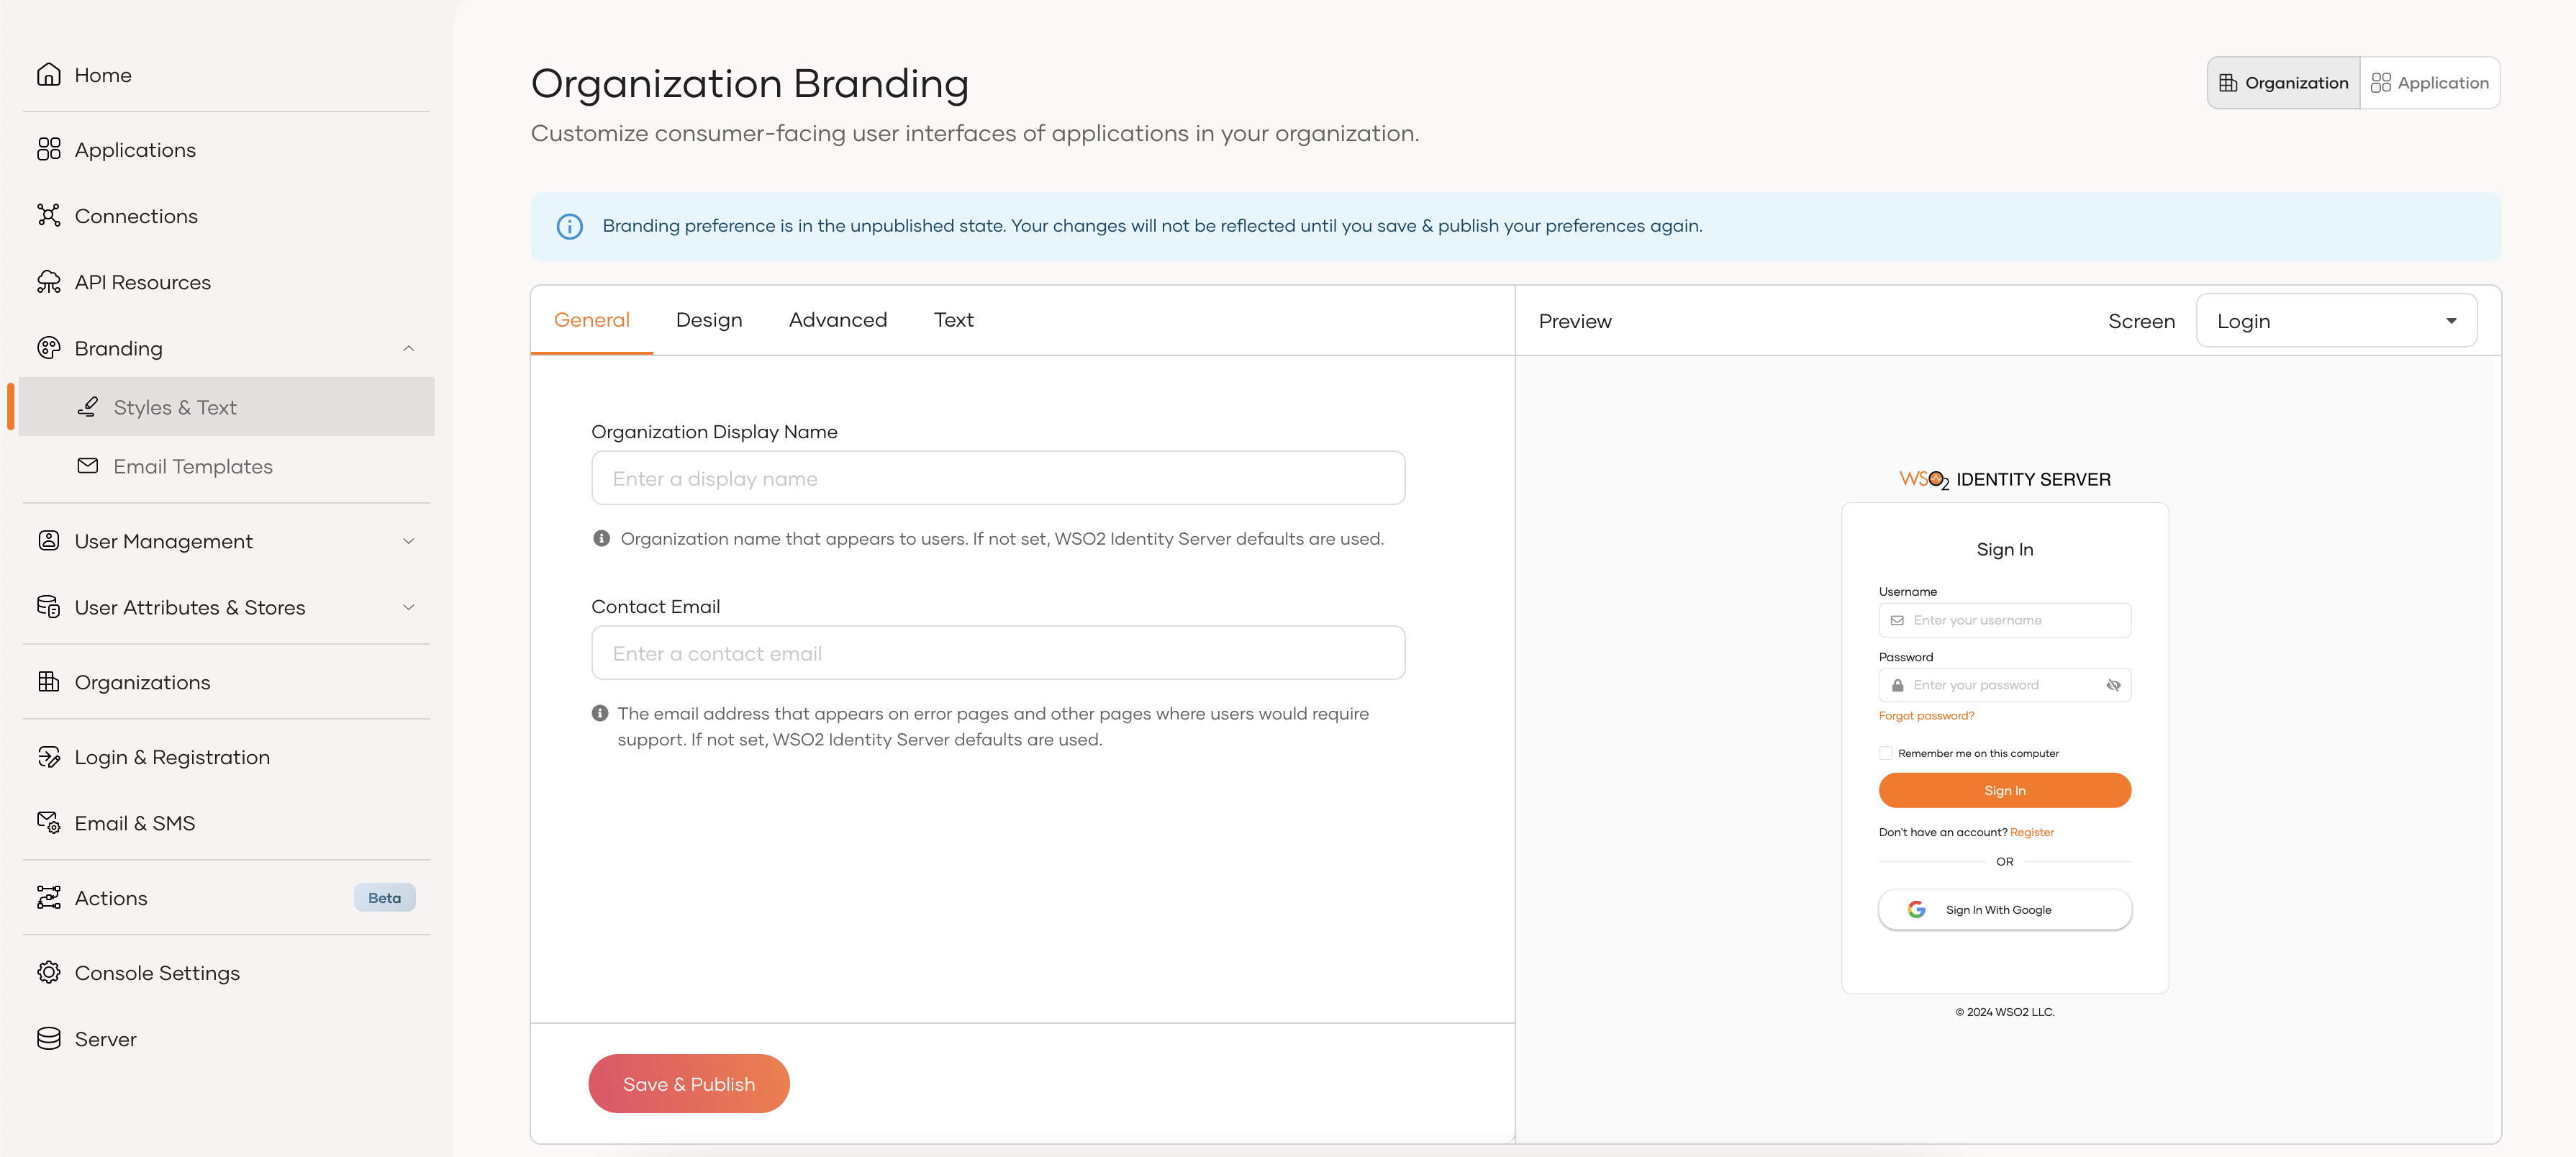 Home
Applications
Connections
API Resources
Branding
Styles & Text
Email Templates
User Management
User Attributes & Stores
Organizations
Login & Registration
Email & SMS
Actions
Beta
Console Settings
Server
Organization Branding
Customize consumer-facing user interfaces of applications in your organization.
Organization
Application
Branding preference is in the unpublished state. Your changes will not be reflected until you save & publish your preferences again.
General
Design
Advanced
Text
Organization Display Name
Enter a display name
Organization name that appears to users. If not set, WSO2 Identity Server defaults are used.
Contact Email
Enter a contact email
The email address that appears on error pages and other pages where users would require
support. If not set, WSO2 Identity Server defaults are used.
Save & Publish
Preview
Screen
Login
WSO2 IDENTITY SERVER
Sign In
Username
Enter your username
Password
Enter your password
Forgot password?
Remember me on this computer
Sign In
Don't have an account? Register
OR
Sign In With Google
© 2024 WSO2 LLC.